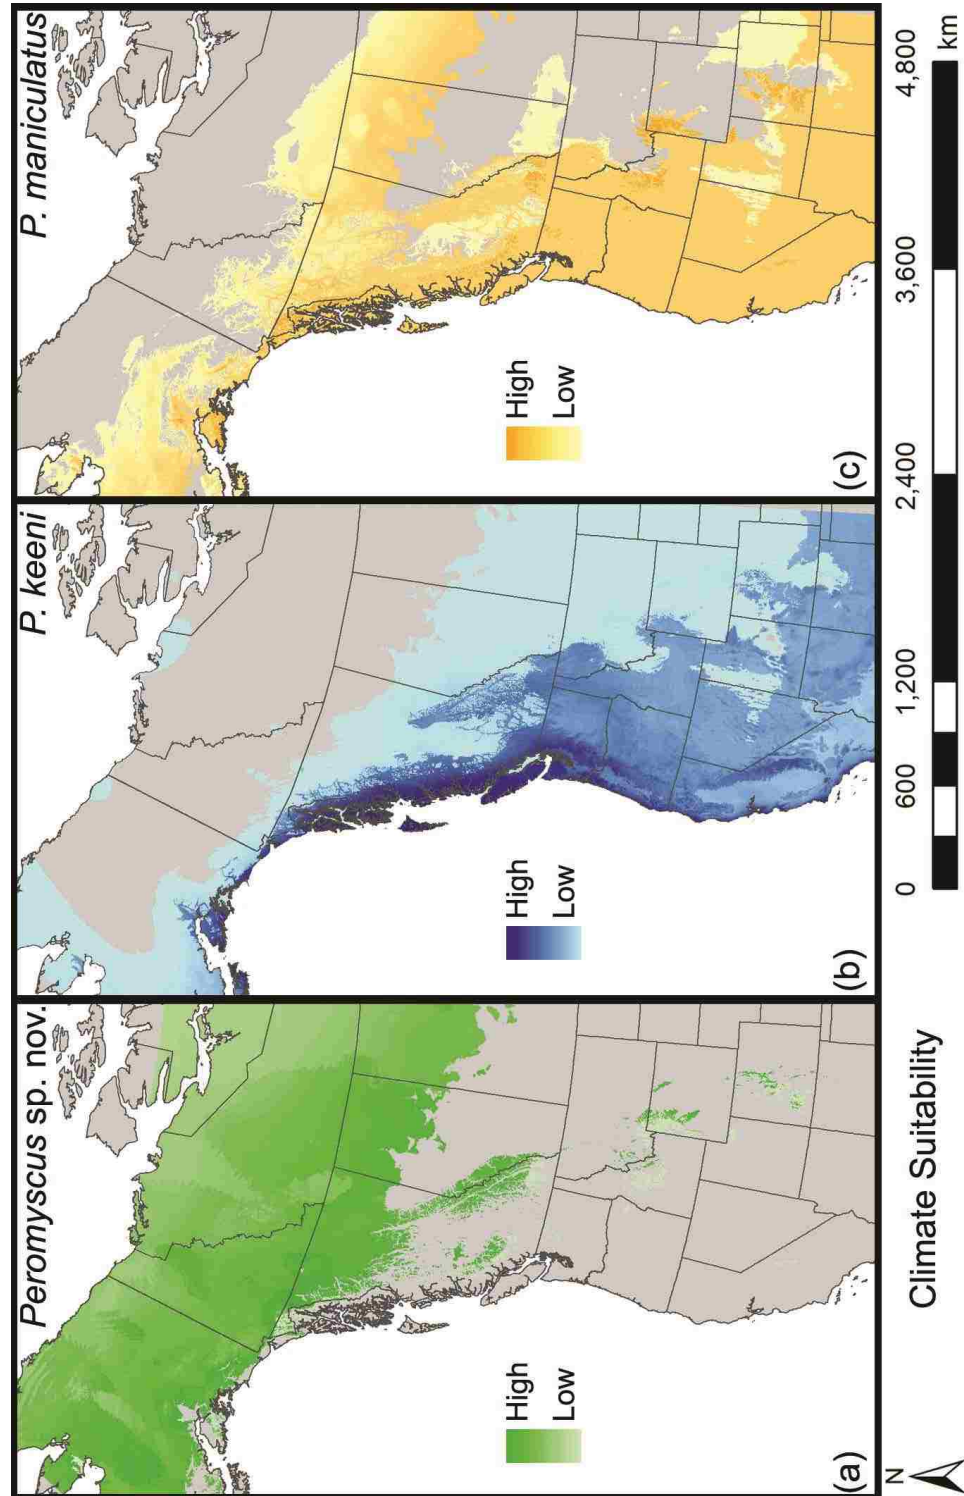 Peromyscus sp. nov.
High
Low
(a)
P. keeni
High
Low
(b)
P. maniculatus
High
Low
(c)
N
Climate Suitability
0 600 1,200 2,400 3,600 4,800
km